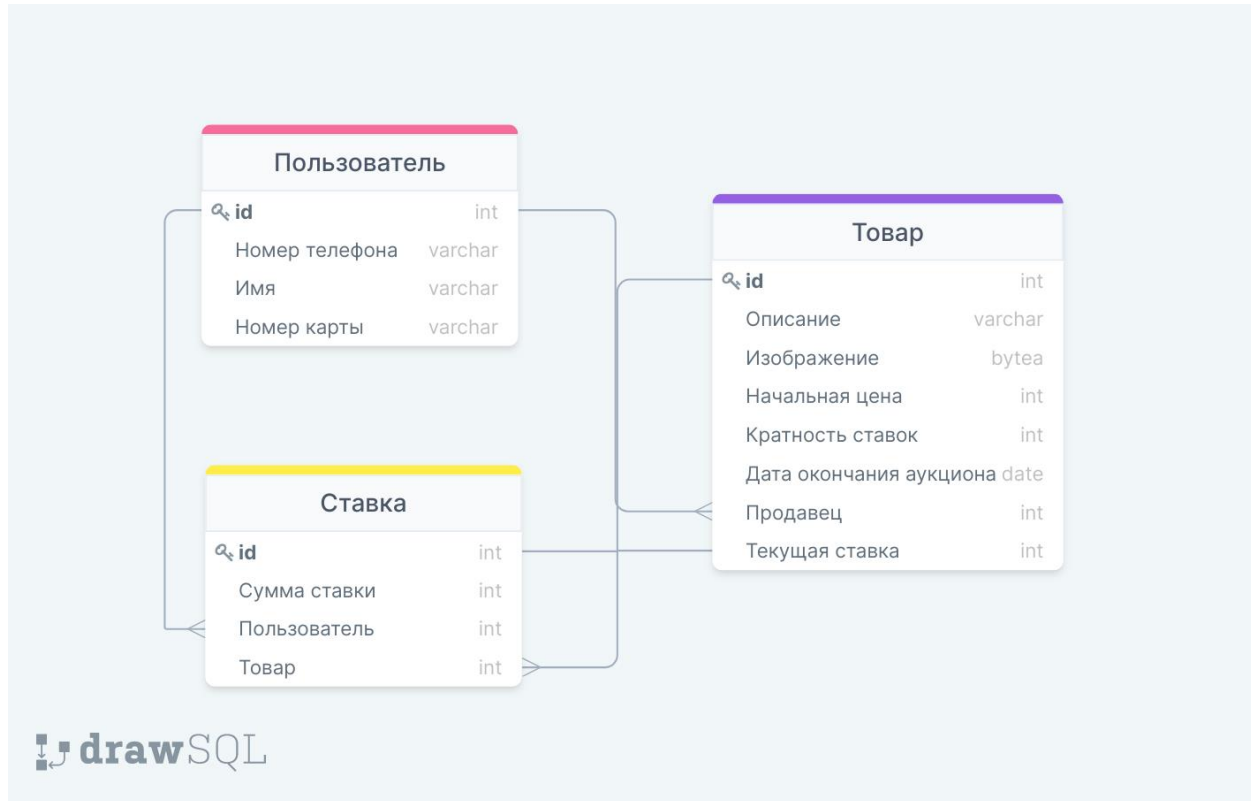 Пользователь
id int
Номер телефона varchar
Имя varchar
Номер карты varchar
Товар
id int
Описание varchar
Изображение bytea
Начальная цена int
Кратность ставок int
Дата окончания аукциона date
Продавец int
Текущая ставка int
Ставка
id int
Сумма ставки int
Пользователь int
Товар int
drawSQL